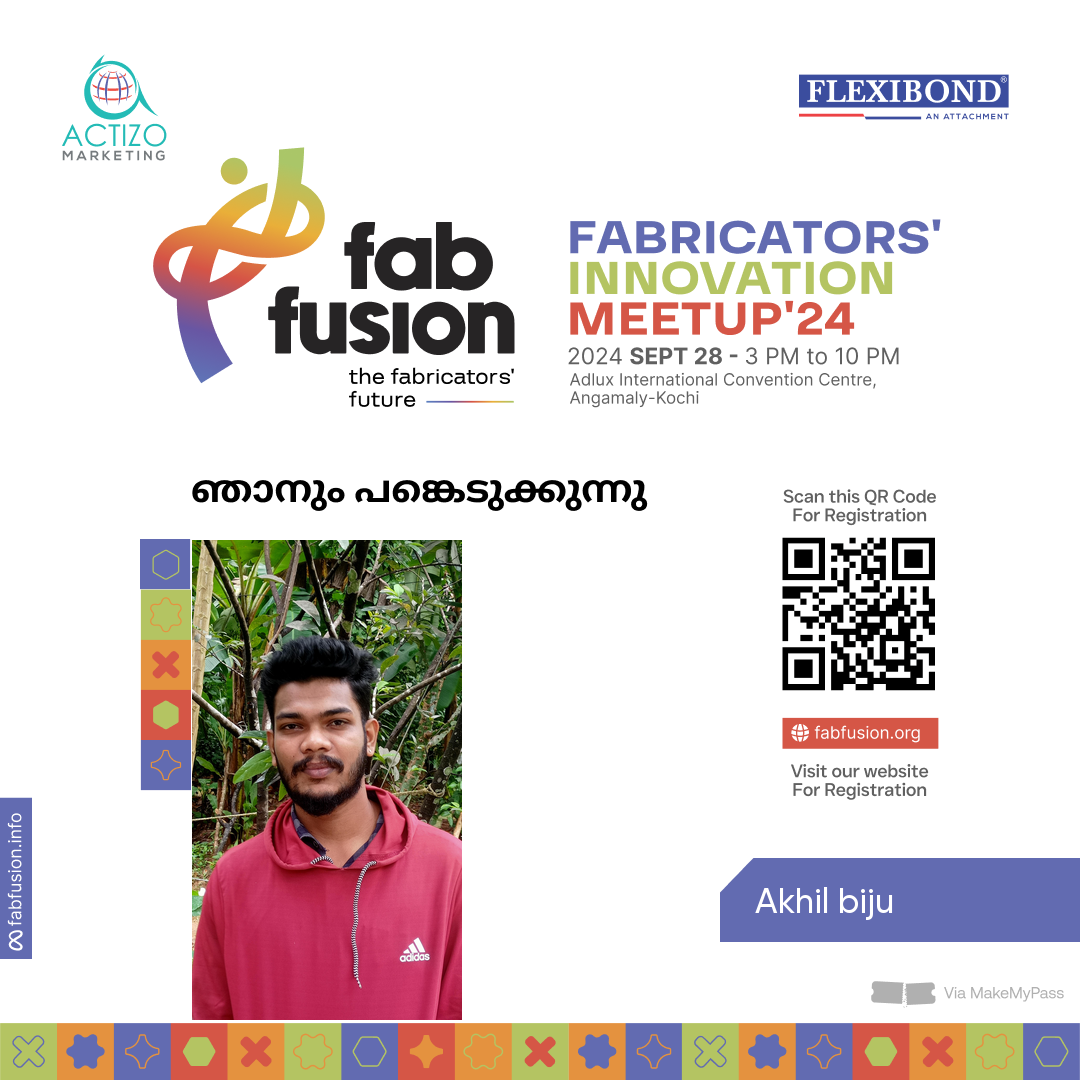 ACTIZO
MARKETING
FLEXIBOND®
AN ATTACHMENT
fab
fusion
the fabricators'
future
FABRICATORS'
INNOVATION
MEETUP'24
2024 SEPT 28 - 3 PM to 10 PM
Adlux International Convention Centre,
Angamaly-Kochi
ഞാനും പങ്കെടുക്കുന്നു
Scan this QR Code
For Registration
fabfusion.org
Visit our website
For Registration
fabfusion.info
adidas
Akhil biju
Via MakeMyPass